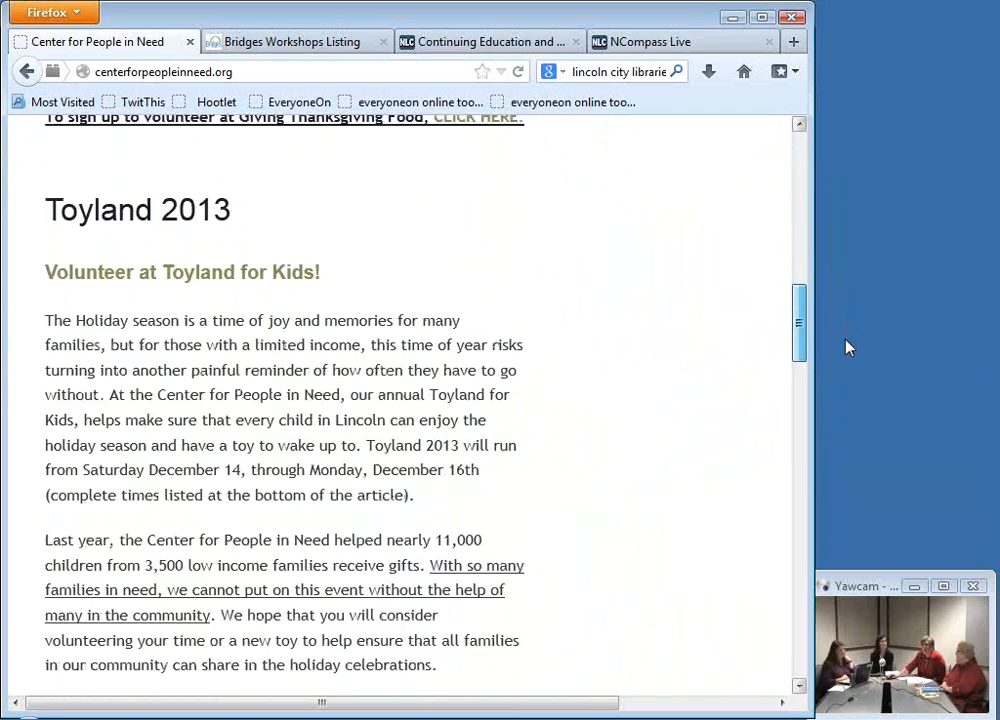 Firefox
Center for People in Need
Bridges Workshops Listing
NLC Continuing Education and ...
NLC NCompass Live
centerforpeopleinneed.org
lincoln city librarie
Most Visited
TwitThis
Hootlet
EveryoneOn
everyoneon online too...
everyoneon online too...
To sign up to volunteer at Giving Thanksgiving Food, CLICK HERE.
Toyland 2013
Volunteer at Toyland for Kids!
The Holiday season is a time of joy and memories for many
families, but for those with a limited income, this time of year risks
turning into another painful reminder of how often they have to go
without. At the Center for People in Need, our annual Toyland for
Kids, helps make sure that every child in Lincoln can enjoy the
holiday season and have a toy to wake up to. Toyland 2013 will run
from Saturday December 14, through Monday, December 16th
(complete times listed at the bottom of the article).
Last year, the Center for People in Need helped nearly 11,000
children from 3,500 low income families receive gifts. With so many
families in need, we cannot put on this event without the help of
many in the community. We hope that you will consider
volunteering your time or a new toy to help ensure that all families
in our community can share in the holiday celebrations.
Yawcam - ...